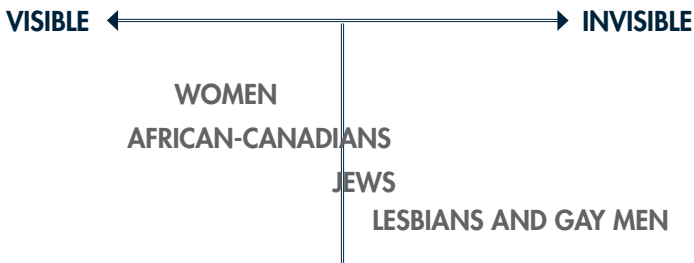 VISIBLE INVISIBLE
WOMEN
AFRICAN-CANADIANS
JEWS
LESBIANS AND GAY MEN